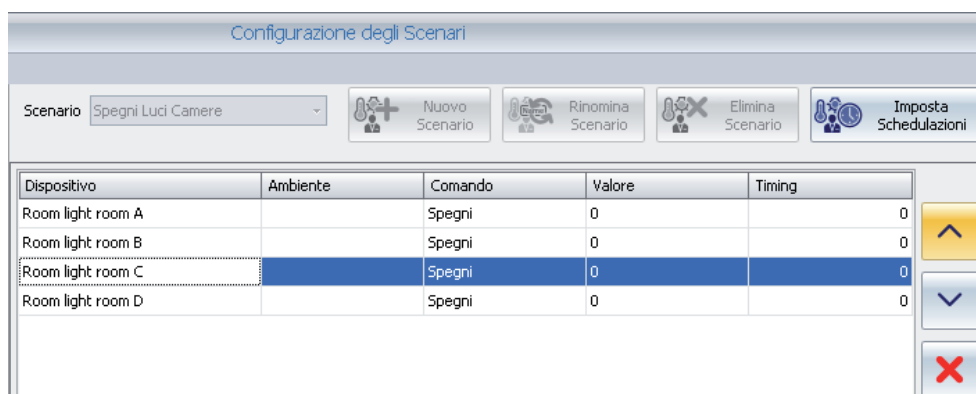 Configurazione degli Scenari
Scenario Spegni Luci Camere Nuovo Scenario Rinomina Scenario Elimina Scenario Imposta Schedulazioni
Dispositivo Ambiente Comando Valore Timing
Room light room A Spegni 0 0
Room light room B Spegni 0 0
Room light room C Spegni 0 0
Room light room D Spegni 0 0